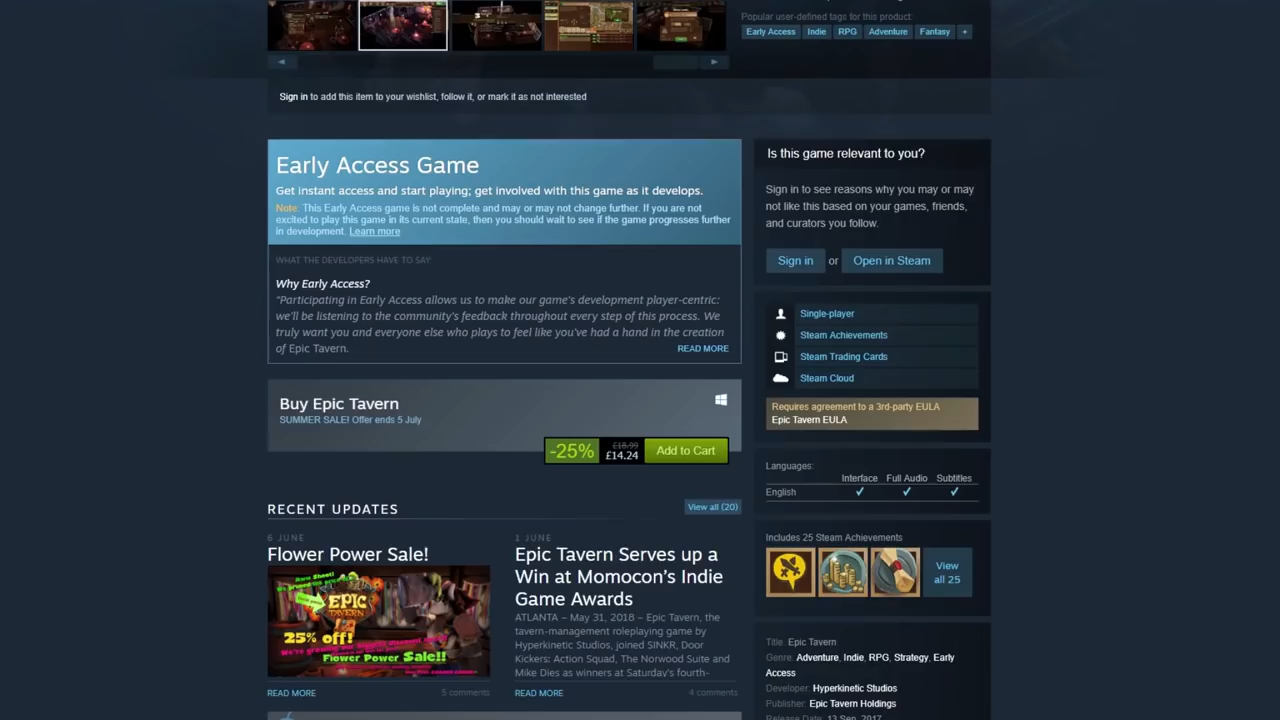 Popular user-defined tags for this product:
Early Access Indie RPG Adventure Fantasy +
Sign in to add this item to your wishlist, follow it, or mark it as not interested
Early Access Game
Get instant access and start playing; get involved with this game as it develops.
Note: This Early Access game is not complete and may or may not change further. If you are not
excited to play this game in its current state, then you should wait to see if the game progresses further
in development. Learn more
WHAT THE DEVELOPERS HAVE TO SAY:
Why Early Access?
"Participating in Early Access allows us to make our game's development player-centric:
we'll be listening to the community's feedback throughout every step of this process. We
truly want you and everyone else who plays to feel like you've had a hand in the creation
of Epic Tavern.
READ MORE
Buy Epic Tavern
SUMMER SALE! Offer ends 5 July
-25% £18.99 £14.24 Add to Cart
RECENT UPDATES
View all (20)
6 JUNE
Flower Power Sale!
EPIC
TAVERN
25% off!
Flower Power Sale!!
READ MORE
5 comments
1 JUNE
Epic Tavern Serves up a
Win at Momocon's Indie
Game Awards
ATLANTA – May 31, 2018 – Epic Tavern, the
tavern-management roleplaying game by
Hyperkinetic Studios, joined SINKR, Door
Kickers: Action Squad, The Norwood Suite and
Mike Dies as winners at Saturday's fourth-
READ MORE
4 comments
Is this game relevant to you?
Sign in to see reasons why you may or may
not like this based on your games, friends,
and curators you follow.
Sign in or Open in Steam
Single-player
Steam Achievements
Steam Trading Cards
Steam Cloud
Requires agreement to a 3rd-party EULA
Epic Tavern EULA
Languages:
Interface Full Audio Subtitles
English ✔ ✔ ✔
Includes 25 Steam Achievements
View
all 25
Title: Epic Tavern
Genre: Adventure, Indie, RPG, Strategy, Early
Access
Developer: Hyperkinetic Studios
Publisher: Epic Tavern Holdings
Release Date: 13 Sep, 2017